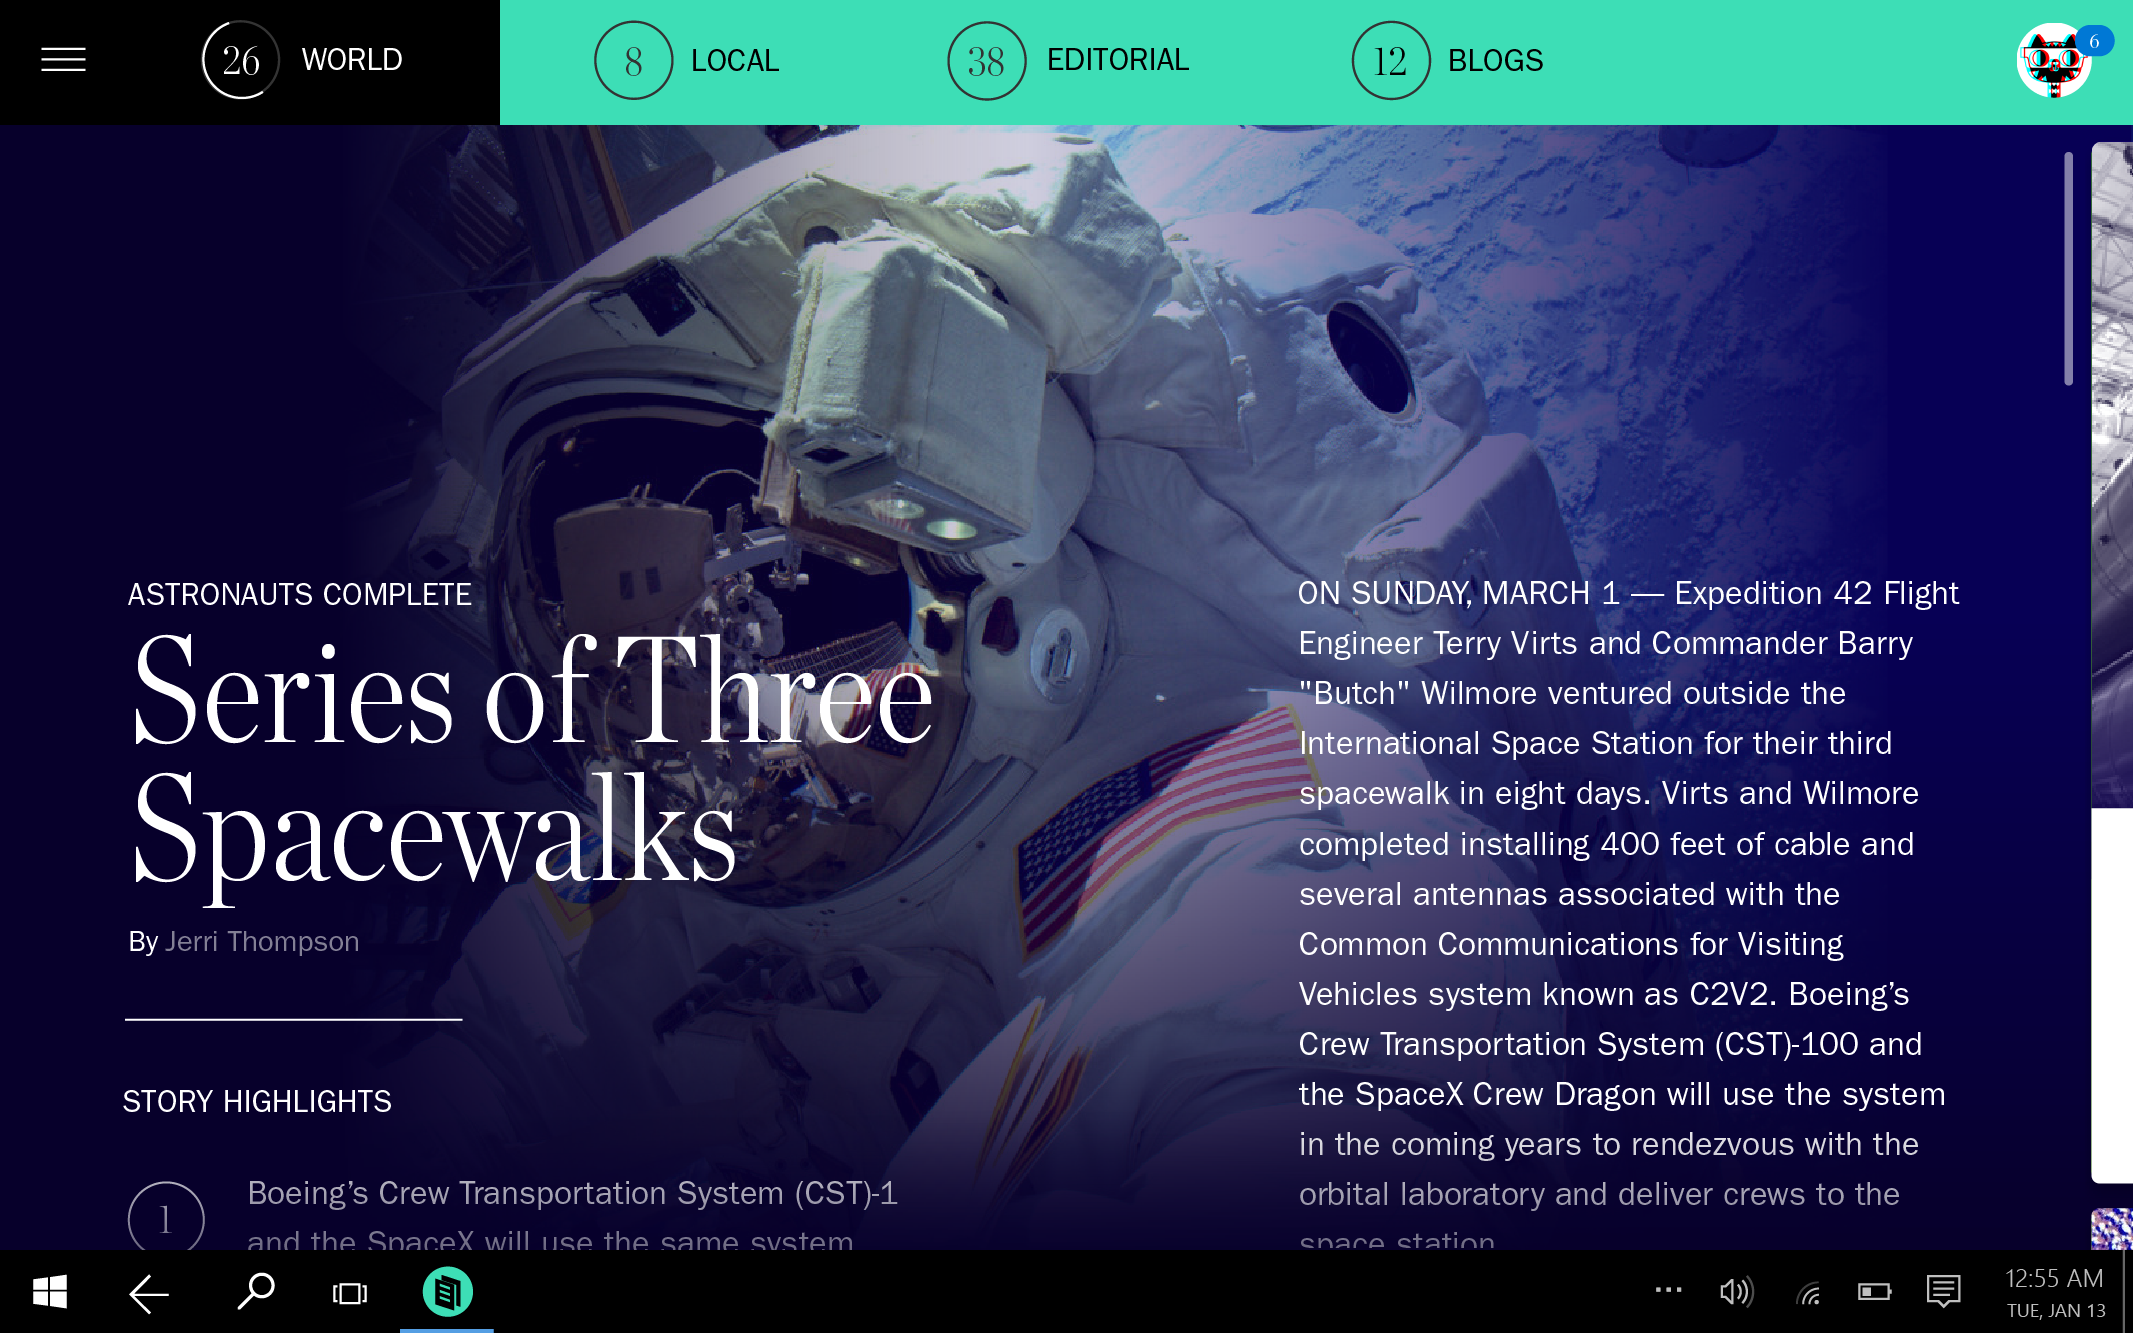 26 WORLD
8 LOCAL
38 EDITORIAL
12 BLOGS
6
ASTRONAUTS COMPLETE
Series of Three
Spacewalks
By Jerri Thompson
STORY HIGHLIGHTS
1
Boeing’s Crew Transportation System (CST)-1
and the SpaceX will use the same system
ON SUNDAY, MARCH 1 — Expedition 42 Flight
Engineer Terry Virts and Commander Barry
"Butch" Wilmore ventured outside the
International Space Station for their third
spacewalk in eight days. Virts and Wilmore
completed installing 400 feet of cable and
several antennas associated with the
Common Communications for Visiting
Vehicles system known as C2V2. Boeing’s
Crew Transportation System (CST)-100 and
the SpaceX Crew Dragon will use the system
in the coming years to rendezvous with the
orbital laboratory and deliver crews to the
space station.
12:55 AM
TUE, JAN 13